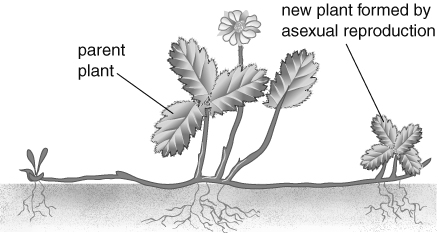 new plant formed by
asexual reproduction
parent
plant